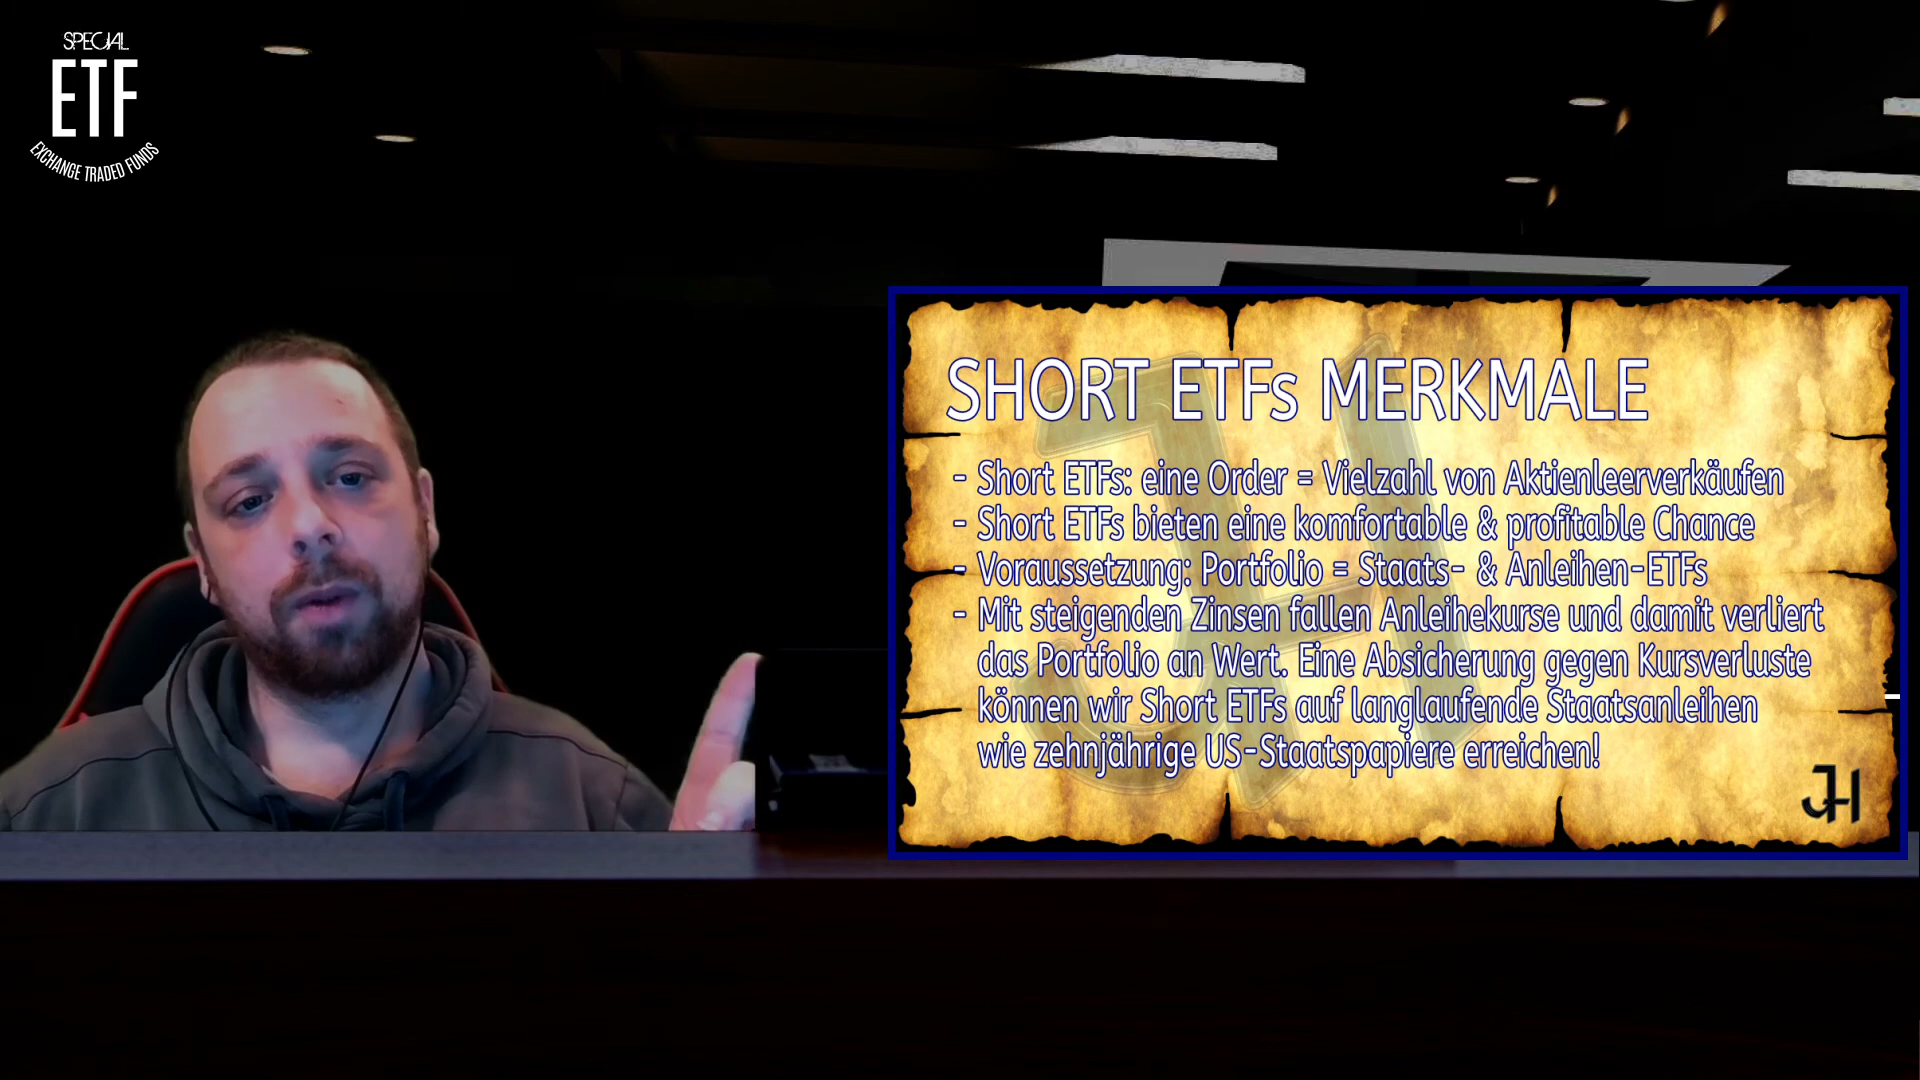 SPECIAL
ETF
EXCHANGE TRADED FUNDS
SHORT ETFs MERKMALE
- Short ETFs: eine Order = Vielzahl von Aktienleerverkäufen
- Short ETFs bieten eine komfortable & profitable Chance
- Voraussetzung: Portfolio = Staats- & Anleihen-ETFs
- Mit steigenden Zinsen fallen Anleihekurse und damit verliert
das Portfolio an Wert. Eine Absicherung gegen Kursverluste
können wir Short ETFs auf langlaufende Staatsanleihen
wie zehnjährige US-Staatspapiere erreichen!
JH